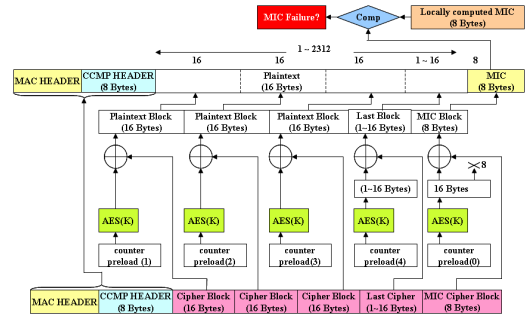 MIC Failure?
Comp
Locally computed MIC
(8 Bytes)
1 ~ 2312
16
16
16
1 ~ 16
8
MAC HEADER
CCMP HEADER
(8 Bytes)
Plaintext
(16 Bytes)
MIC
(8 Bytes)
Plaintext Block
(16 Bytes)
Plaintext Block
(16 Bytes)
Plaintext Block
(16 Bytes)
Last Block
(1~16 Bytes)
MIC Block
(8 Bytes)
8
(1~16 Bytes)
16 Bytes
AES(K)
AES(K)
AES(K)
AES(K)
AES(K)
counter
preload (1)
counter
preload(2)
counter
preload(3)
counter
preload(4)
counter
preload(0)
MAC HEADER
CCMP HEADER
(8 Bytes)
Cipher Block
(16 Bytes)
Cipher Block
(16 Bytes)
Cipher Block
(16 Bytes)
Last Cipher
(1~16 Bytes)
MIC Cipher Block
(8 Bytes)